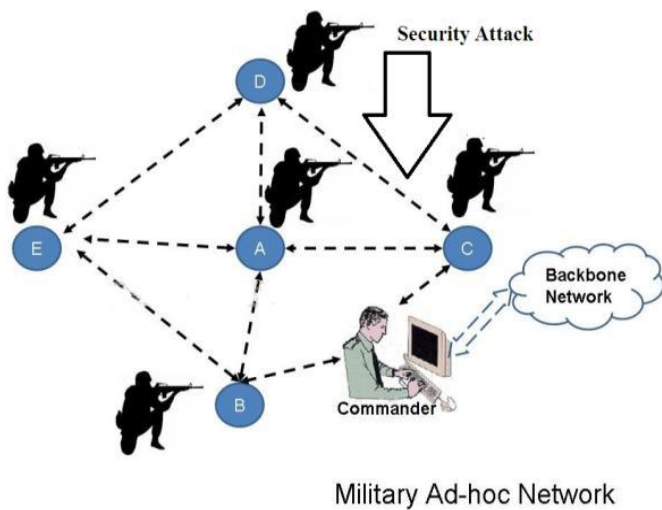 Security Attack
D
E
A
C
Backbone
Network
B
Commander
Military Ad-hoc Network